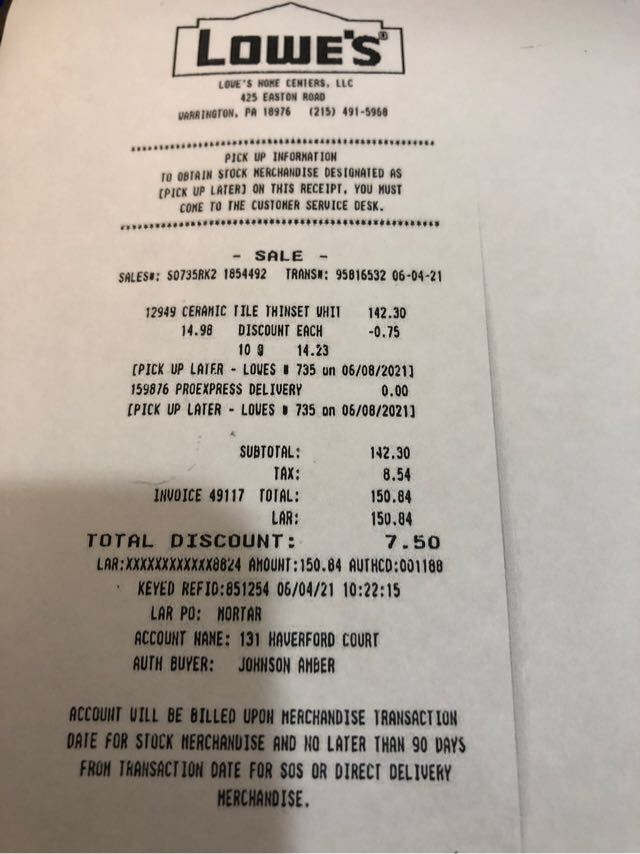 LOWE'S®
LOWE'S HOME CENTERS, LLC
425 EASTON ROAD
WARRINGTON, PA 18976 (215) 491-5960
PICK UP INFORMATION
TO OBTAIN STOCK MERCHANDISE DESIGNATED AS
[PICK UP LATER] ON THIS RECEIPT, YOU MUST
COME TO THE CUSTOMER SERVICE DESK.
- SALE -
SALES#: SO735RK2 1854492 TRANS#: 95816532 06-04-21
12949 CERAMIC TILE THINSET WHIT 142.30
14.98 DISCOUNT EACH -0.75
10 @ 14.23
[PICK UP LATER - LOWES # 735 on 06/08/2021]
159876 PROEXPRESS DELIVERY 0.00
[PICK UP LATER - LOWES # 735 on 06/08/2021]
SUBTOTAL: 142.30
TAX: 8.54
INVOICE 49117 TOTAL: 150.84
LAR: 150.84
TOTAL DISCOUNT: 7.50
LAR:XXXXXXXXXXXX8824 AMOUNT:150.84 AUTHCD:001188
KEYED REFID:851254 06/04/21 10:22:15
LAR PO: MORTAR
ACCOUNT NAME: 131 HAVERFORD COURT
AUTH BUYER: JOHNSON AMBER
ACCOUNT WILL BE BILLED UPON MERCHANDISE TRANSACTION
DATE FOR STOCK MERCHANDISE AND NO LATER THAN 90 DAYS
FROM TRANSACTION DATE FOR SOS OR DIRECT DELIVERY
MERCHANDISE.